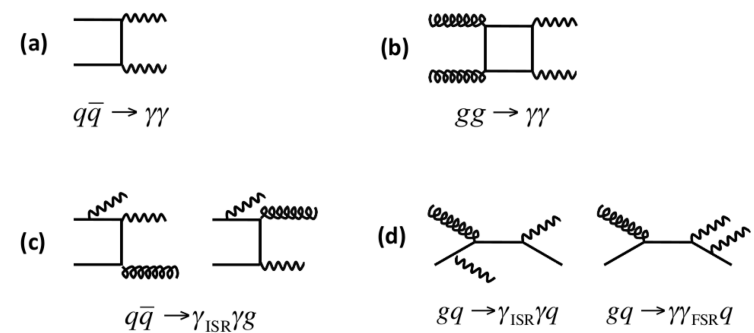 (a)
qq̅ → γγ
(b)
gg → γγ
(c)
qq̅ → γ_ISR γg
(d)
gq → γ_ISR γq
gq → γγ_FSR q